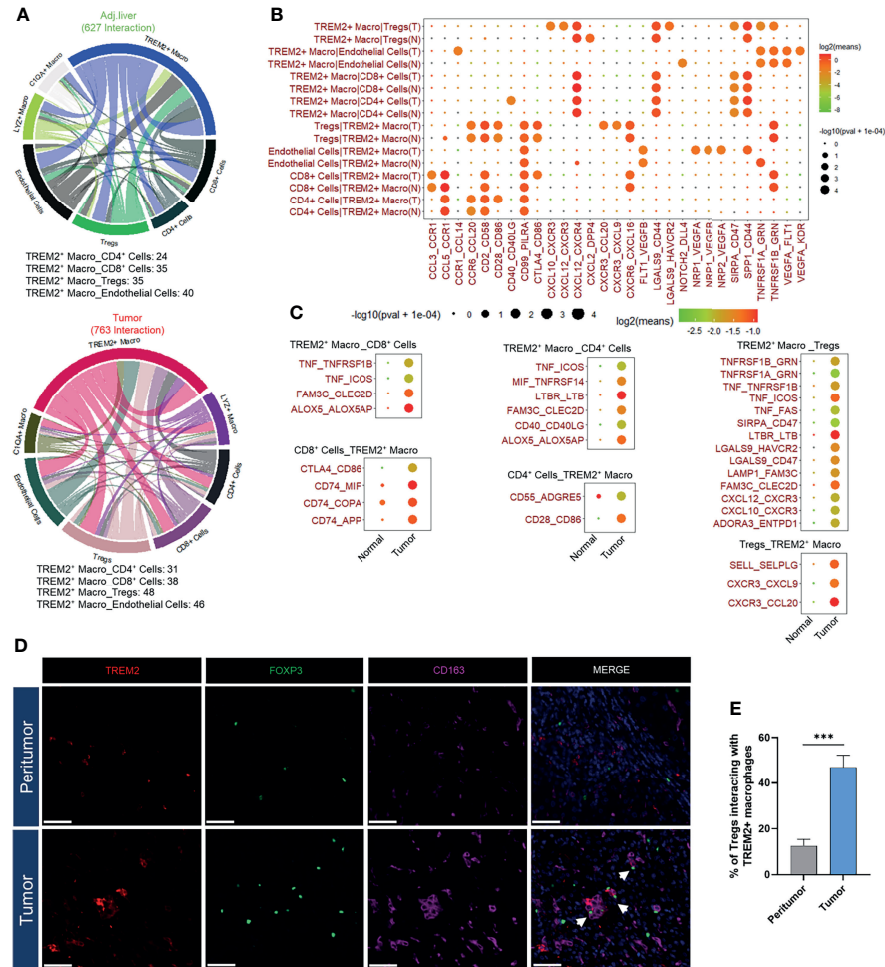 A
Adj.liver
(627 Interaction)
TREM2+ Macro
C1QA+ Macro
LYZ+ Macro
Endothelial Cells
Tregs
CD4+ Cells
CD8+ Cells
TREM2⁺ Macro_CD4⁺ Cells: 24
TREM2⁺ Macro_CD8⁺ Cells: 35
TREM2⁺ Macro_Tregs: 35
TREM2⁺ Macro_Endothelial Cells: 40
Tumor
(763 Interaction)
TREM2+ Macro
C1QA+ Macro
LYZ+ Macro
Endothelial Cells
CD4+ Cells
Tregs
CD8+ Cells
TREM2⁺ Macro_CD4⁺ Cells: 31
TREM2⁺ Macro_CD8⁺ Cells: 38
TREM2⁺ Macro_Tregs: 48
TREM2⁺ Macro_Endothelial Cells: 46
B
TREM2+ Macro|Tregs(T)
TREM2+ Macro|Tregs(N)
TREM2+ Macro|Endothelial Cells(T)
TREM2+ Macro|Endothelial Cells(N)
TREM2+ Macro|CD8+ Cells(T)
TREM2+ Macro|CD8+ Cells(N)
TREM2+ Macro|CD4+ Cells(T)
TREM2+ Macro|CD4+ Cells(N)
Tregs|TREM2+ Macro(T)
Tregs|TREM2+ Macro(N)
Endothelial Cells|TREM2+ Macro(T)
Endothelial Cells|TREM2+ Macro(N)
CD8+ Cells|TREM2+ Macro(T)
CD8+ Cells|TREM2+ Macro(N)
CD4+ Cells|TREM2+ Macro(T)
CD4+ Cells|TREM2+ Macro(N)
CCL3_CCR1
CCL5_CCR1
CCR1_CCL14
CCR6_CCL20
CD2_CD58
CD28_CD86
CD40_CD40LG
CD99_PILRA
CTLA4_CD86
CXCL10_CXCR3
CXCL12_CXCR3
CXCL12_CXCR4
CXCL2_DPP4
CXCR3_CCL20
CXCR3_CXCL9
CXCR6_CXCL16
FLT1_VEGFB
LGALS9_CD44
LGALS9_HAVCR2
NOTCH2_DLL4
NRP1_VEGFA
NRP1_VEGFB
NRP2_VEGFA
SIRPA_CD47
SPP1_CD44
TNFRSF1A_GRN
TNFRSF1B_GRN
VEGFA_FLT1
VEGFA_KDR
log2(means)
0
-2
-4
-6
-8
-log10(pval + 1e-04)
0
1
2
3
4
C
-log10(pval + 1e-04)
0 1 2 3 4
log2(means)
-2.5 -2.0 -1.5 -1.0
TREM2⁺ Macro_CD8⁺ Cells
TNF_TNFRSF1B
TNF_ICOS
FAM3C_CLEC2D
ALOX5_ALOX5AP
CD8⁺ Cells_TREM2⁺ Macro
CTLA4_CD86
CD74_MIF
CD74_COPA
CD74_APP
Normal
Tumor
TREM2⁺ Macro_CD4⁺ Cells
TNF_ICOS
MIF_TNFRSF14
LTBR_LTB
FAM3C_CLEC2D
CD40_CD40LG
ALOX5_ALOX5AP
CD4⁺ Cells_TREM2⁺ Macro
CD55_ADGRE5
CD28_CD86
Normal
Tumor
TREM2⁺ Macro_Tregs
TNFRSF1B_GRN
TNFRSF1A_GRN
TNF_TNFRSF1B
TNF_ICOS
TNF_FAS
SIRPA_CD47
LTBR_LTB
LGALS9_HAVCR2
LGALS9_CD47
LAMP1_FAM3C
FAM3C_CLEC2D
CXCL12_CXCR3
CXCL10_CXCR3
ADORA3_ENTPD1
Tregs_TREM2⁺ Macro
SELL_SELPLG
CXCR3_CXCL9
CXCR3_CCL20
Normal
Tumor
D
TREM2
FOXP3
CD163
MERGE
Peritumor
Tumor
E
% of Tregs interacting with
TREM2+ macrophages
80
60
40
20
0
***
Peritumor
Tumor